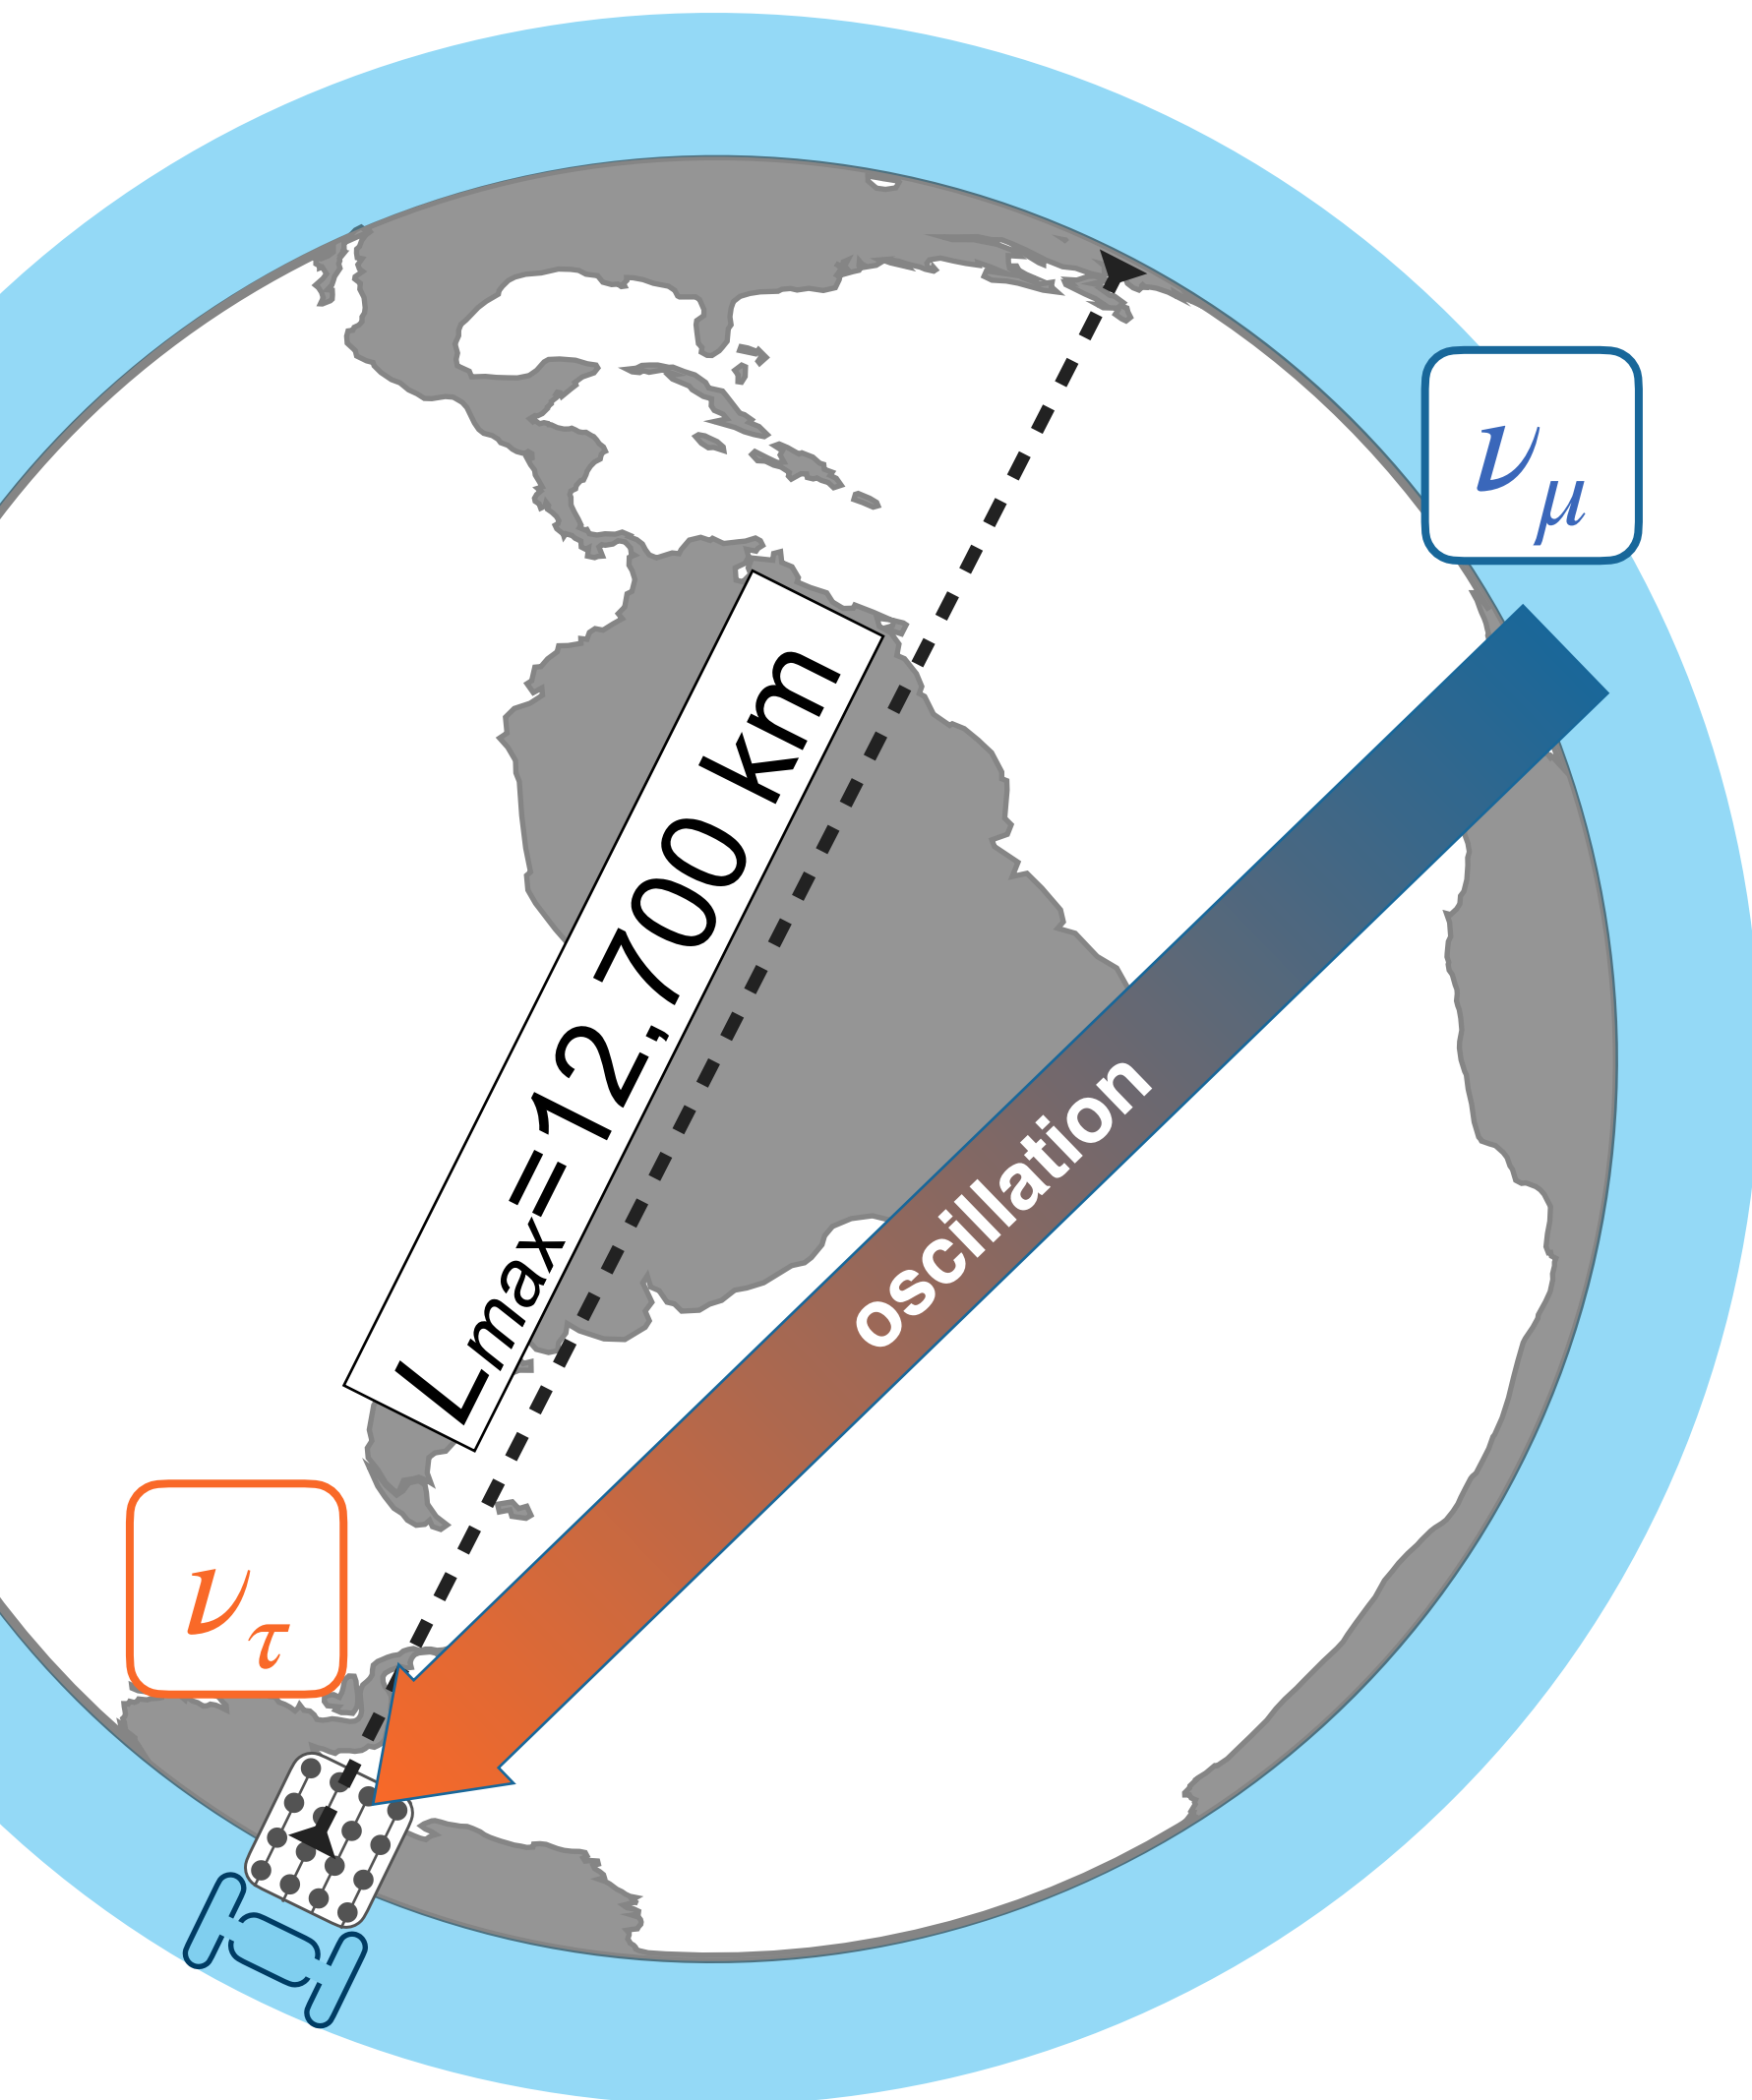 ν_μ
L_max=12,700 km
oscillation
ν_τ